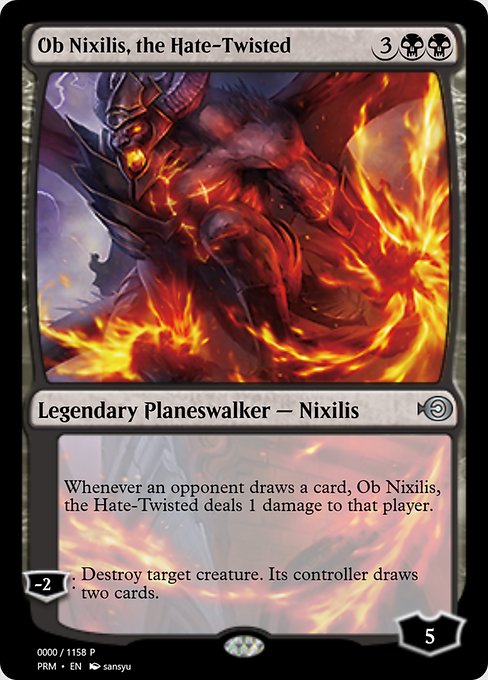 Ob Nixilis, the Hate-Twisted 3
Legendary Planeswalker — Nixilis
Whenever an opponent draws a card, Ob Nixilis,
the Hate-Twisted deals 1 damage to that player.
-2 : Destroy target creature. Its controller draws
two cards.
5
0000 / 1158 P
PRM • EN sansyu